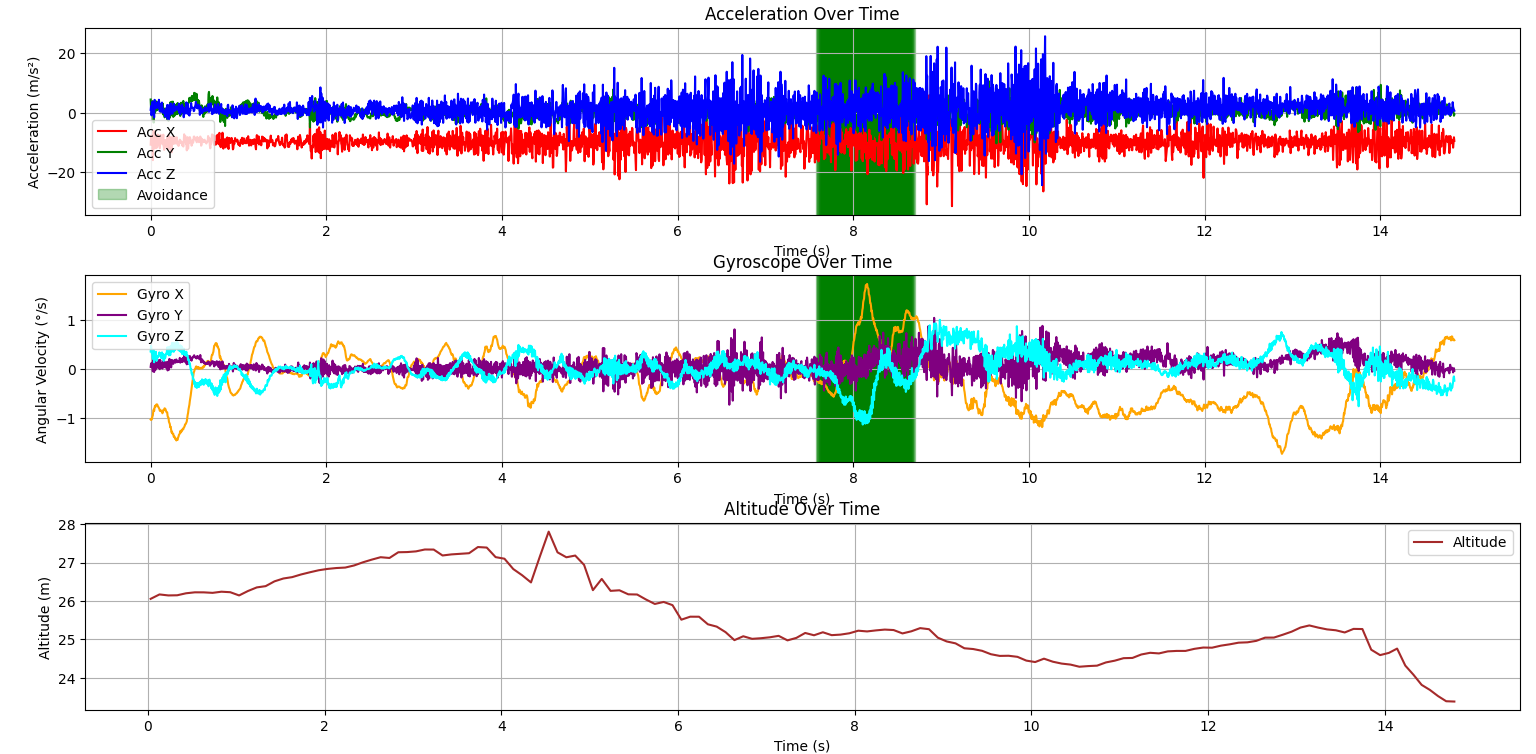 Acceleration Over Time
Acceleration (m/s²)
20
0
−20
Acc X
Acc Y
Acc Z
Avoidance
0 2 4 6 8 10 12 14
Time (s)
Gyroscope Over Time
Angular Velocity (°/s)
1
0
−1
Gyro X
Gyro Y
Gyro Z
0 2 4 6 8 10 12 14
Time (s)
Altitude Over Time
Altitude (m)
28
27
26
25
24
Altitude
0 2 4 6 8 10 12 14
Time (s)